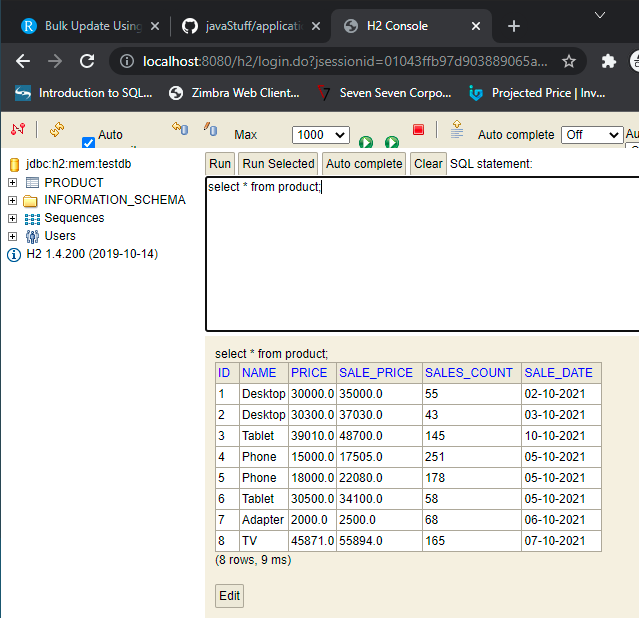 Bulk Update Using
javaStuff/applicati
H2 Console
localhost:8080/h2/login.do?jsessionid=01043ffb97d903889065a...
Introduction to SQL... Zimbra Web Client... Seven Seven Corpo... Projected Price | Inv...
Auto Max 1000 Auto complete Off Au
jdbc:h2:mem:testdb
PRODUCT
INFORMATION_SCHEMA
Sequences
Users
H2 1.4.200 (2019-10-14)
Run Run Selected Auto complete Clear SQL statement:
select * from product;
select * from product;
ID NAME PRICE SALE_PRICE SALES_COUNT SALE_DATE
1 Desktop 30000.0 35000.0 55 02-10-2021
2 Desktop 30300.0 37030.0 43 03-10-2021
3 Tablet 39010.0 48700.0 145 10-10-2021
4 Phone 15000.0 17505.0 251 05-10-2021
5 Phone 18000.0 22080.0 178 05-10-2021
6 Tablet 30500.0 34100.0 58 05-10-2021
7 Adapter 2000.0 2500.0 68 06-10-2021
8 TV 45871.0 55894.0 165 07-10-2021
(8 rows, 9 ms)
Edit